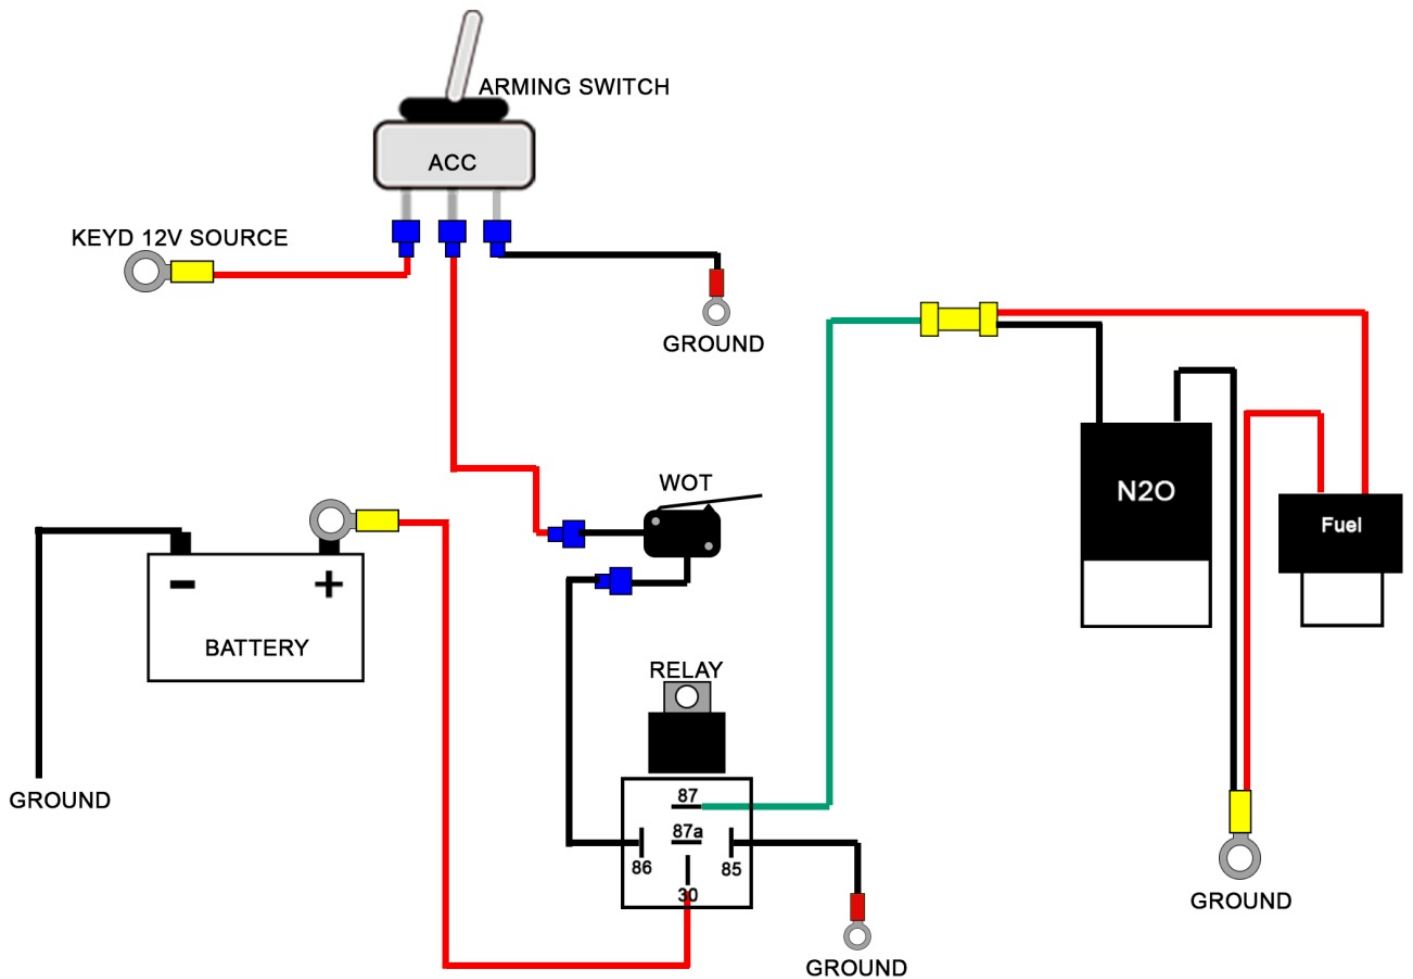 ARMING SWITCH
ACC
KEYD 12V SOURCE
GROUND
WOT
N2O
Fuel
- +
BATTERY
RELAY
GROUND
87
87a
86
85
30
GROUND
GROUND